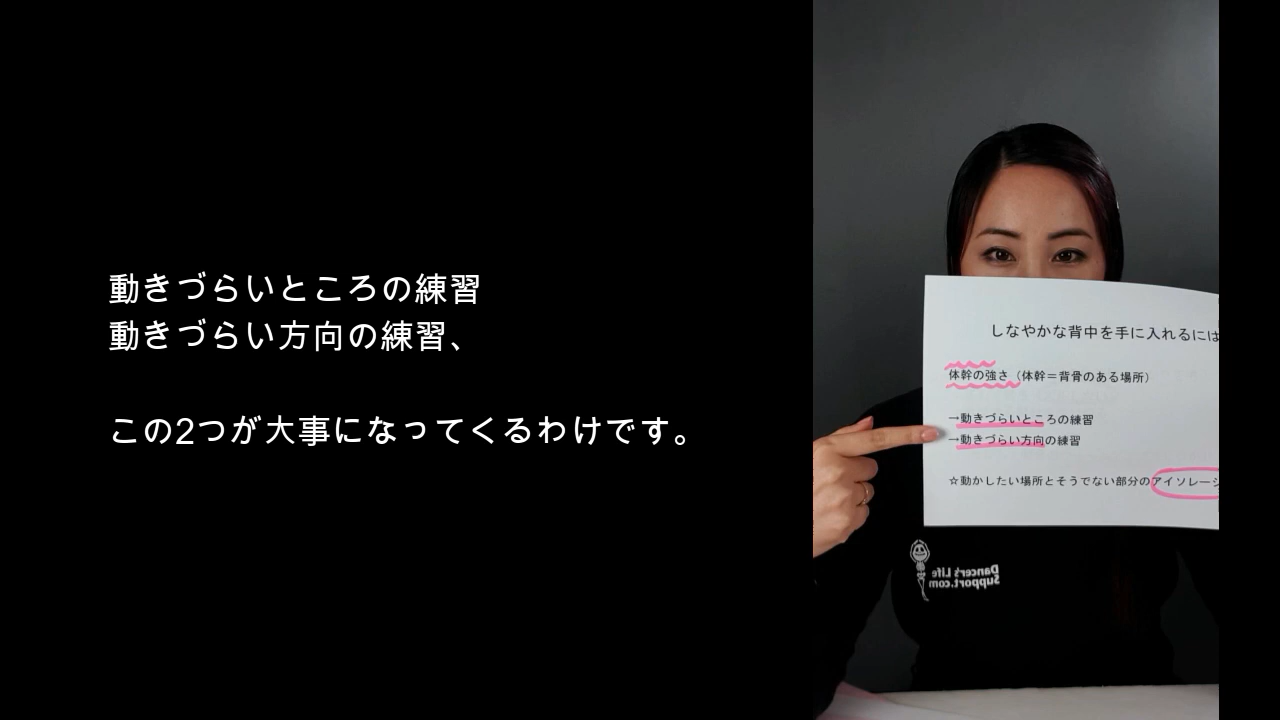 動きづらいところの練習
動きづらい方向の練習、
この2つが大事になってくるわけです。
しなやかな背中を手に入れるには
体幹の強さ（体幹＝背骨のある場所）
→動きづらいところの練習
→動きづらい方向の練習
☆動かしたい場所とそうでない部分のアイソレーシ
Dancer's Life
Support.com